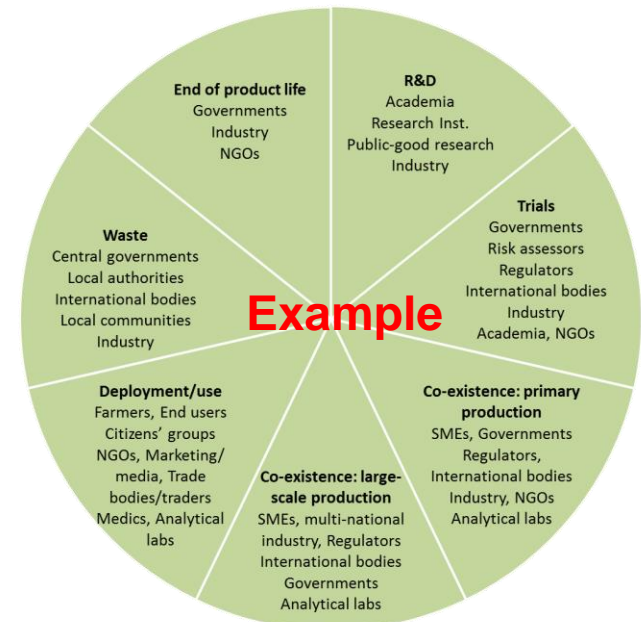 End of product life
Governments
Industry
NGOs
R&D
Academia
Research Inst.
Public-good research
Industry
Trials
Governments
Risk assessors
Regulators
International bodies
Industry
Academia, NGOs
Co-existence: primary
production
SMEs, Governments
Regulators,
International bodies
Industry, NGOs
Analytical labs
Co-existence: large-
scale production
SMEs, multi-national
industry, Regulators
International bodies
Governments
Analytical labs
Deployment/use
Farmers, End users
Citizens’ groups
NGOs, Marketing/
media, Trade
bodies/traders
Medics, Analytical
labs
Waste
Central governments
Local authorities
International bodies
Local communities
Industry
Example